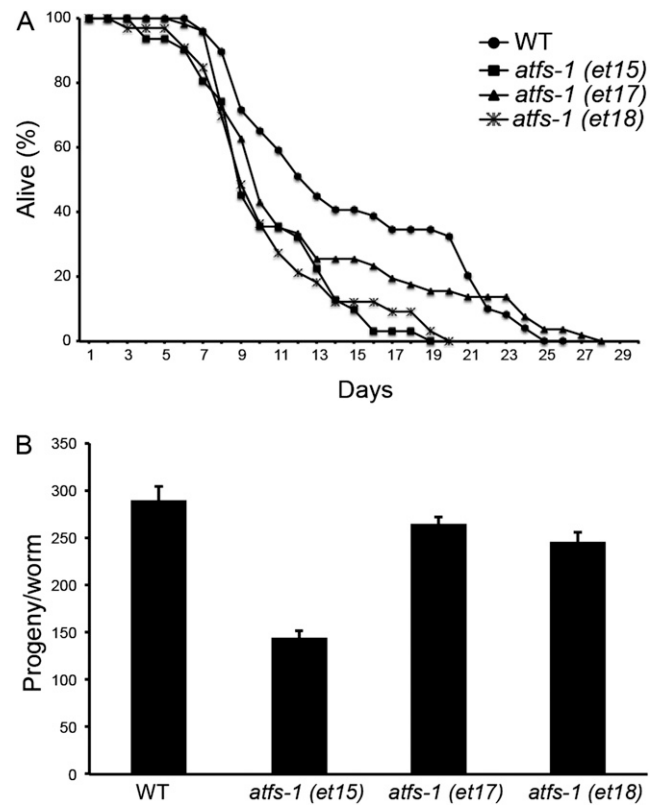 A
100
80
60
40
20
0
Alive (%)
1 3 5 7 9 11 13 15 17 19 21 23 25 27 29
Days
WT
atfs-1 (et15)
atfs-1 (et17)
atfs-1 (et18)
B
350
300
250
200
150
100
50
0
Progeny/worm
WT atfs-1 (et15) atfs-1 (et17) atfs-1 (et18)